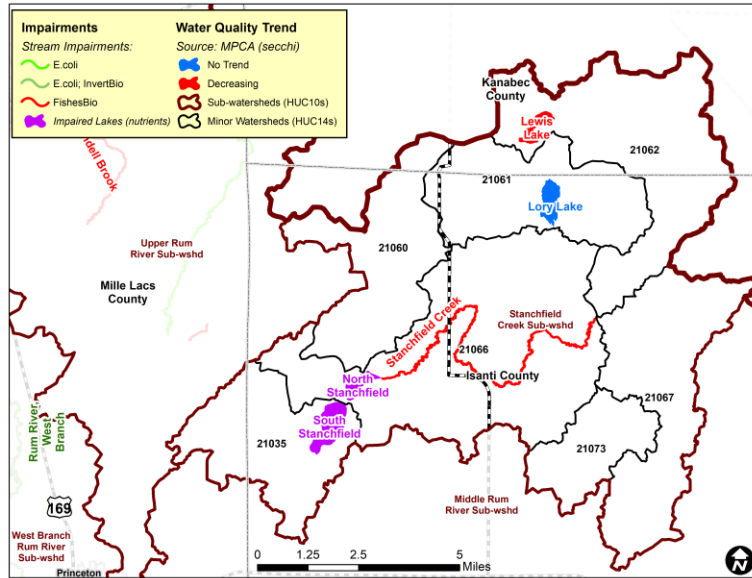 Impairments
Stream Impairments:
E.coli
E.coli; InvertBio
FishesBio
Impaired Lakes (nutrients)
Water Quality Trend
Source: MPCA (secchi)
No Trend
Decreasing
Sub-watersheds (HUC10s)
Minor Watersheds (HUC14s)
Kanabec
County
Lewis
Lake
21062
dell Brook
21061
Lory Lake
Upper Rum
River Sub-wshd
21060
Mille Lacs
County
Stanchfield Creek
Stanchfield
Creek Sub-wshd
21066
Isanti County
North
Stanchfield
21067
South
Stanchfield
Rum River,
West
Branch
21035
21073
169
Middle Rum
River Sub-wshd
West Branch
Rum River
Sub-wshd
Princeton
0 1.25 2.5 5
Miles
N